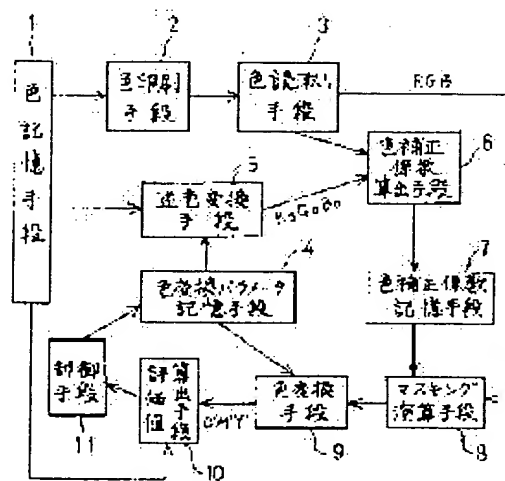 1
2
3
色記憶手段
色印刷
手段
色読取り
手段
RGB
5
逆色変換
手段
R₀G₀B₀
色補正
係数
算出手段
6
4
色変換パラメータ
記憶手段
7
色補正係数
記憶手段
制御
手段
11
評価値
算出手段
10
C'M'Y'
色変換
手段
9
マスキング
演算手段
8